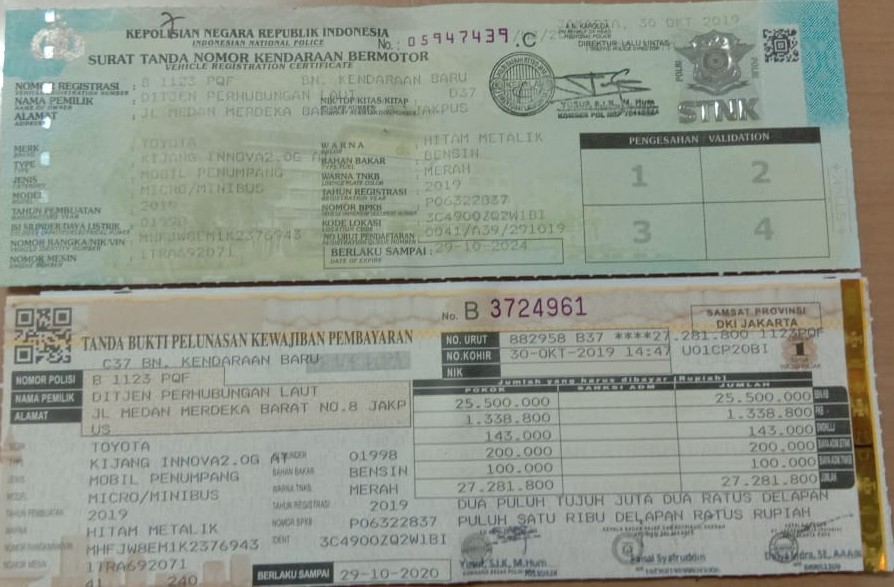 KEPOLISIAN NEGARA REPUBLIK INDONESIA
INDONESIAN NATIONAL POLICE
No. : 05947439 .C
SURAT TANDA NOMOR KENDARAAN BERMOTOR
VEHICLE REGISTRATION CERTIFICATE
30 OKT 2019
A.N. KAPOLDA
DIREKTUR LALU LINTAS
NOMOR REGISTRASI : B 1123 PQF BN. KENDARAAN BARU
NAMA PEMILIK : DITJEN PERHUBUNGAN LAUT D37
NIK/TDP/KITAS/KITAP
ALAMAT : JL MEDAN MERDEKA JAKPUS
YUSUF, S.I.K., M. Hum
POLRI
STNK
POLISI
MERK : TOYOTA
TYPE : KIJANG INNOVA2.0G
JENIS : MOBIL PENUMPANG
MODEL : MICRO/MINIBUS
TAHUN PEMBUATAN : 2019
ISI SILINDER/DAYA LISTRIK : 01998
NOMOR RANGKA/NIK/VIN : MHFJW8EM1K2376943
NOMOR MESIN : 1TRA692071
WARNA : HITAM METALIK
BAHAN BAKAR : BENSIN
WARNA TNKB : MERAH
TAHUN REGISTRASI : 2019
NOMOR BPKB : P06322837
KODE LOKASI : 3C4900ZQ2W1BI
NO URUT PENDAFTARAN : 0041/A39/291019
BERLAKU SAMPAI : 29-10-2024
DATE OF EXPIRE
PENGESAHAN / VALIDATION
1 2
3 4
No. B 3724961
SAMSAT PROVINSI
DKI JAKARTA
TANDA BUKTI PELUNASAN KEWAJIBAN PEMBAYARAN
C37 BN. KENDARAAN BARU
NO. URUT 882958 B37 ****27.281.800 1123PQF
NO.KOHIR 30-OKT-2019 14:47 U01CP20BI 1
NIK
NOMOR POLISI B 1123 PQF
NAMA PEMILIK DITJEN PERHUBUNGAN LAUT
ALAMAT JL MEDAN MERDEKA BARAT NO.8 JAKP
US
Jumlah yang harus dibayar (Rupiah)
POKOK SANKSI ADM JUMLAH
25.500.000 25.500.000
1.338.800 1.338.800
143.000 143.000
200.000 200.000
100.000 100.000
27.281.800 27.281.800
DUA PULUH TUJUH JUTA DUA RATUS DELAPAN
PULUH SATU RIBU DELAPAN RATUS RUPIAH
TOYOTA
KIJANG INNOVA2.0G
MOBIL PENUMPANG
MICRO/MINIBUS
TAHUN PEMBUATAN 2019
HITAM METALIK
MHFJW8EM1K2376943
1TRA692071
41 240
01998
BAHAN BAKAR BENSIN
WARNA TNKB MERAH
TAHUN REGISTRASI 2019
NOMOR BPKB P06322837
IDENT 3C4900ZQ2W1BI
BERLAKU SAMPAI 29-10-2020
Yusuf, S.I.K, M.Hum